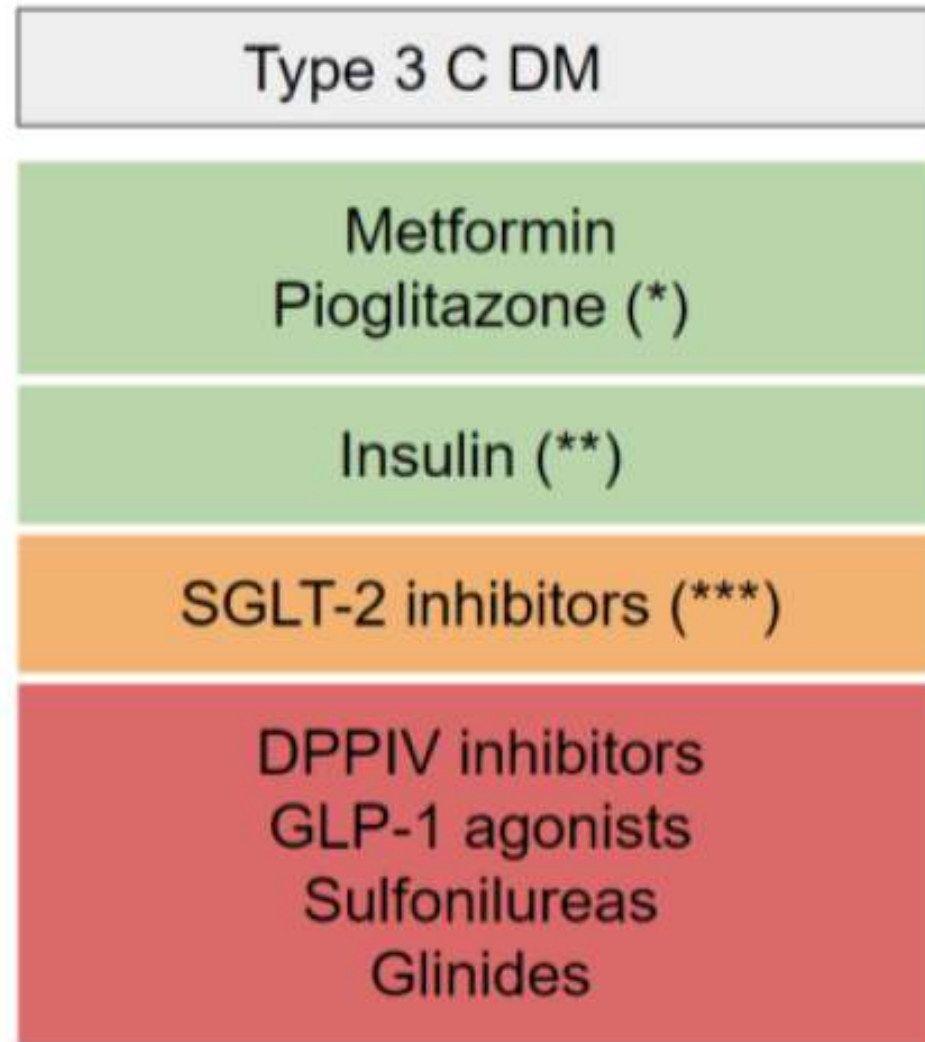 Type 3 C DM
Metformin
Pioglitazone (*)
Insulin (**)
SGLT-2 inhibitors (***)
DPPIV inhibitors
GLP-1 agonists
Sulfonilureas
Glinides